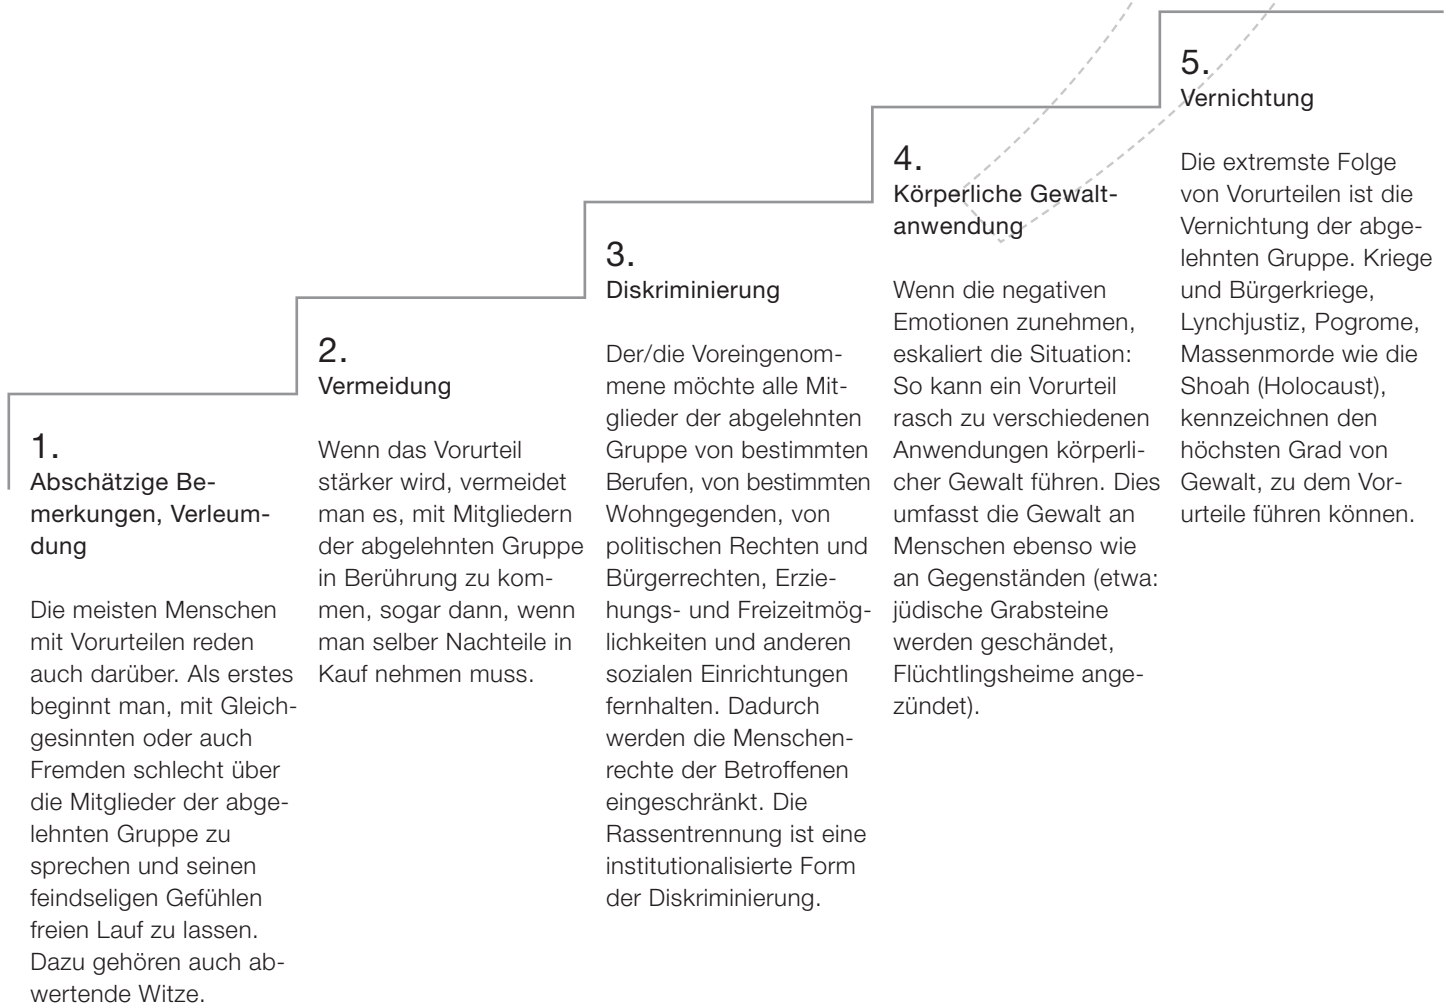 1.
Abschätzige Be-
merkungen, Verleum-
dung
Die meisten Menschen
mit Vorurteilen reden
auch darüber. Als erstes
beginnt man, mit Gleich-
gesinnten oder auch
Fremden schlecht über
die Mitglieder der abge-
lehnten Gruppe zu
sprechen und seinen
feindseligen Gefühlen
freien Lauf zu lassen.
Dazu gehören auch ab-
wertende Witze.
2.
Vermeidung
Wenn das Vorurteil
stärker wird, vermeidet
man es, mit Mitgliedern
der abgelehnten Gruppe
in Berührung zu kom-
men, sogar dann, wenn
man selber Nachteile in
Kauf nehmen muss.
3.
Diskriminierung
Der/die Voreingenom-
mene möchte alle Mit-
glieder der abgelehnten
Gruppe von bestimmten
Berufen, von bestimmten
Wohngegenden, von
politischen Rechten und
Bürgerrechten, Erzie-
hungs- und Freizeitmög-
lichkeiten und anderen
sozialen Einrichtungen
fernhalten. Dadurch
werden die Menschen-
rechte der Betroffenen
eingeschränkt. Die
Rassentrennung ist eine
institutionalisierte Form
der Diskriminierung.
4.
Körperliche Gewalt-
anwendung
Wenn die negativen
Emotionen zunehmen,
eskaliert die Situation:
So kann ein Vorurteil
rasch zu verschiedenen
Anwendungen körperli-
cher Gewalt führen. Dies
umfasst die Gewalt an
Menschen ebenso wie
an Gegenständen (etwa:
jüdische Grabsteine
werden geschändet,
Flüchtlingsheime ange-
zündet).
5.
Vernichtung
Die extremste Folge
von Vorurteilen ist die
Vernichtung der abge-
lehnten Gruppe. Kriege
und Bürgerkriege,
Lynchjustiz, Pogrome,
Massenmorde wie die
Shoah (Holocaust),
kennzeichnen den
höchsten Grad von
Gewalt, zu dem Vor-
urteile führen können.